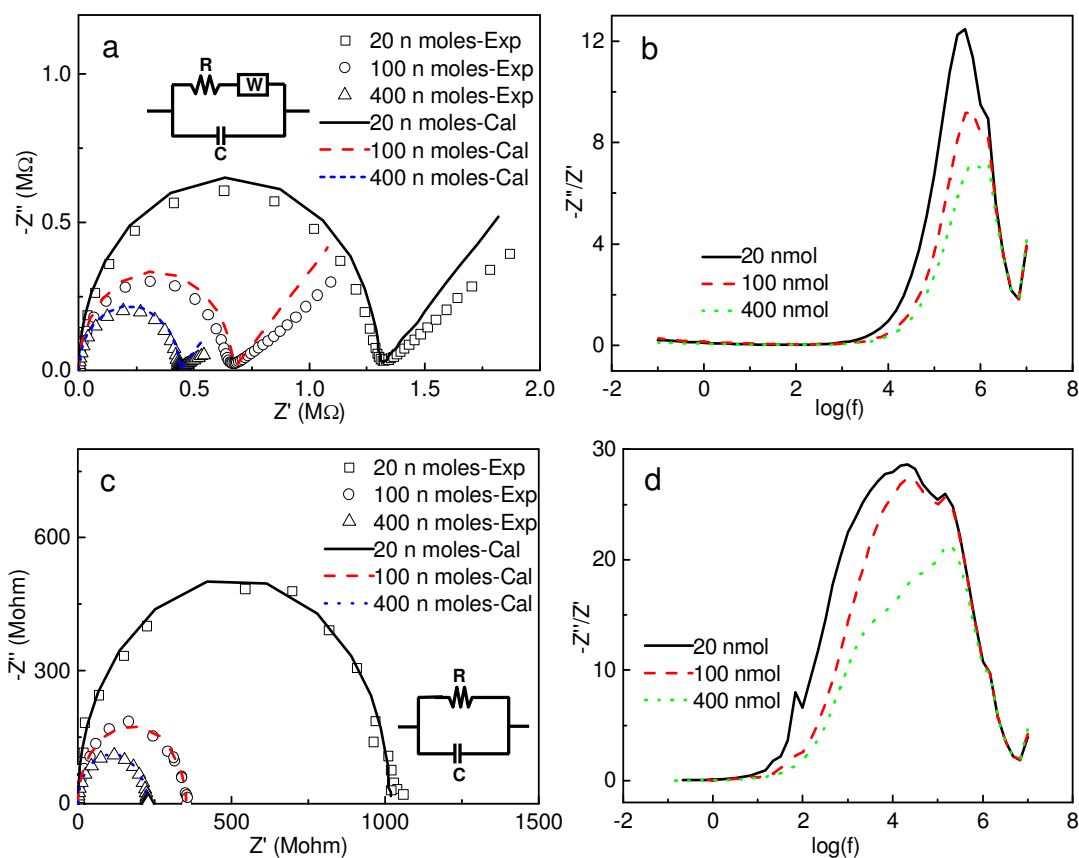 a
1.0
0.5
0.0
-Z'' (MΩ)
R
W
C
20 n moles-Exp
100 n moles-Exp
400 n moles-Exp
20 n moles-Cal
100 n moles-Cal
400 n moles-Cal
0.0 0.5 1.0 1.5 2.0
Z' (MΩ)
b
12
8
4
0
-Z''/Z'
20 nmol
100 nmol
400 nmol
-2 0 2 4 6 8
log(f)
c
600
300
0
-Z'' (Mohm)
20 n moles-Exp
100 n moles-Exp
400 n moles-Exp
20 n moles-Cal
100 n moles-Cal
400 n moles-Cal
R
C
0 500 1000 1500
Z' (Mohm)
d
30
20
10
0
-Z''/Z'
20 nmol
100 nmol
400 nmol
-2 0 2 4 6 8
log(f)